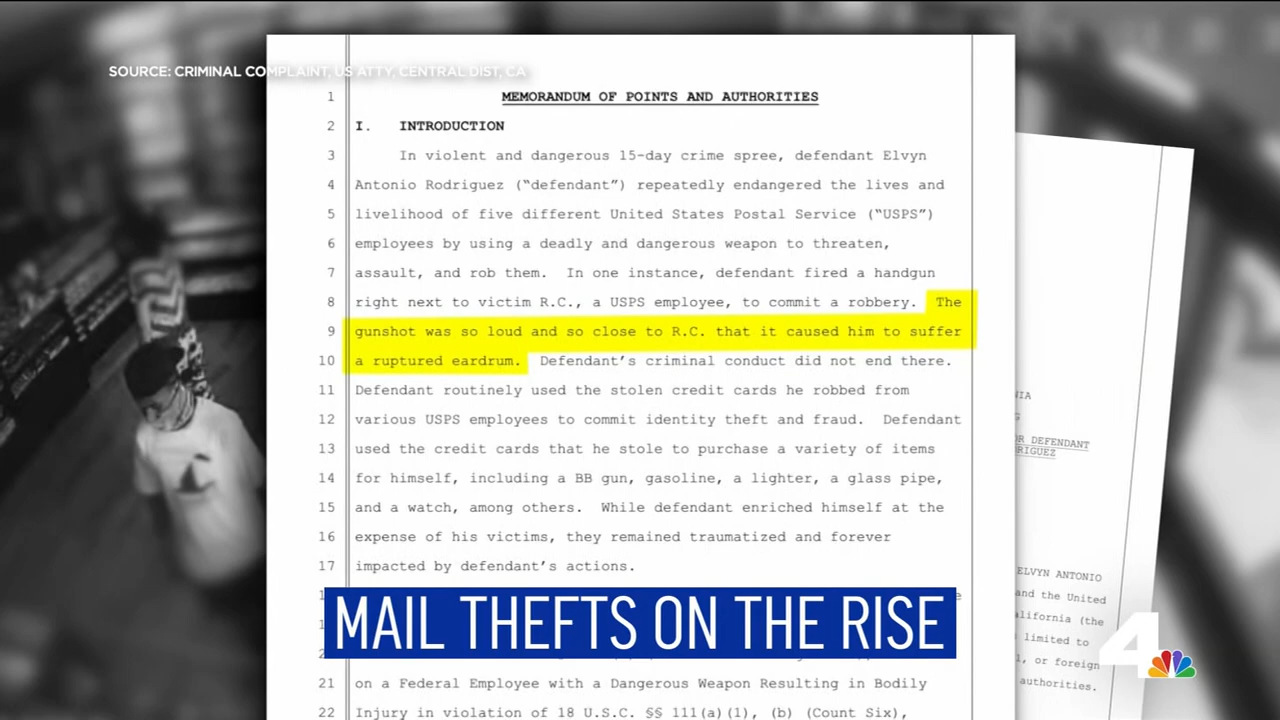 SOURCE: CRIMINAL COMPLAINT, US ATTY, CENTRAL DIST, CA
1 MEMORANDUM OF POINTS AND AUTHORITIES
2 I. INTRODUCTION
3 In violent and dangerous 15-day crime spree, defendant Elvyn
4 Antonio Rodriguez (“defendant”) repeatedly endangered the lives and
5 livelihood of five different United States Postal Service (“USPS”)
6 employees by using a deadly and dangerous weapon to threaten,
7 assault, and rob them. In one instance, defendant fired a handgun
8 right next to victim R.C., a USPS employee, to commit a robbery. The
9 gunshot was so loud and so close to R.C. that it caused him to suffer
10 a ruptured eardrum. Defendant’s criminal conduct did not end there.
11 Defendant routinely used the stolen credit cards he robbed from
12 various USPS employees to commit identity theft and fraud. Defendant
13 used the credit cards that he stole to purchase a variety of items
14 for himself, including a BB gun, gasoline, a lighter, a glass pipe,
15 and a watch, among others. While defendant enriched himself at the
16 expense of his victims, they remained traumatized and forever
17 impacted by defendant’s actions.
MAIL THEFTS ON THE RISE
21 on a Federal Employee with a Dangerous Weapon Resulting in Bodily
22 Injury in violation of 18 U.S.C. §§ 111(a)(1), (b) (Count Six),
NIA
OR DEFENDANT
RIGUEZ
ELVYN ANTONIO
and the United
alifornia (the
limited to
l, or foreign
authorities.
4